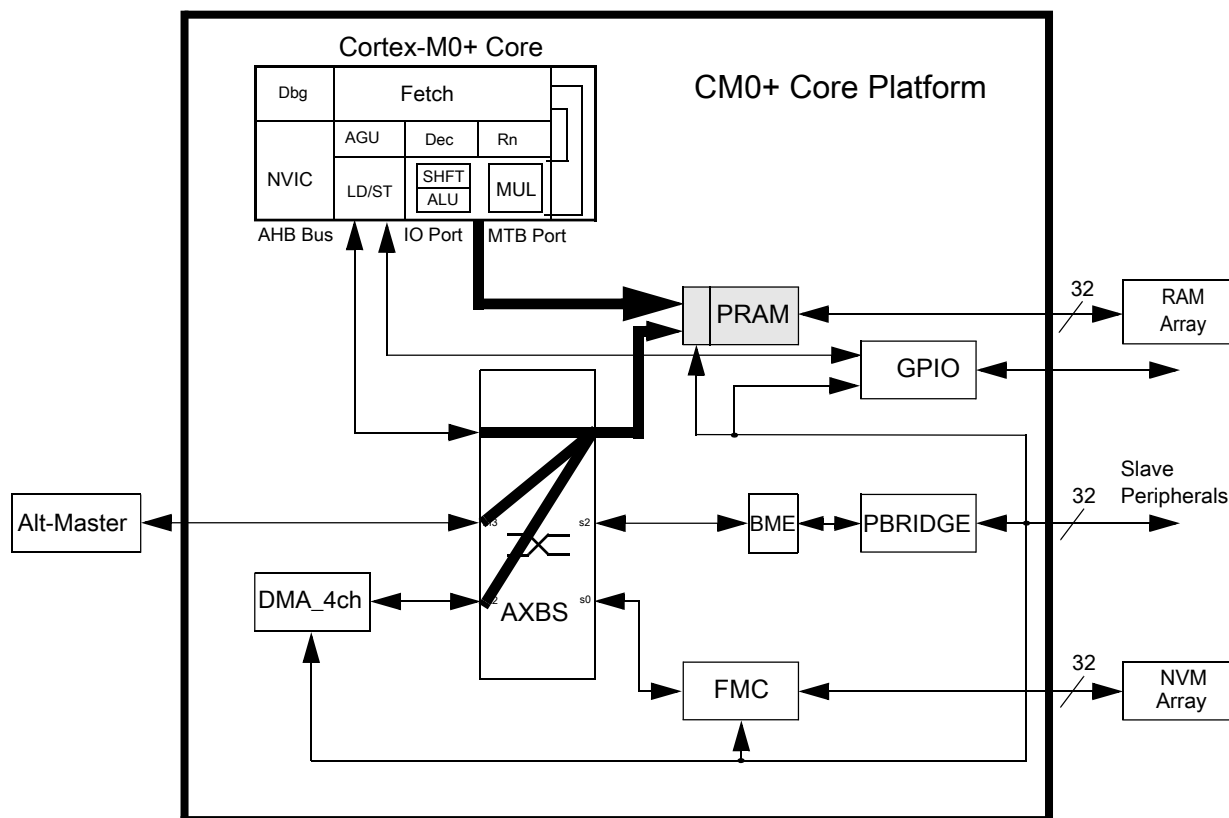 Cortex-M0+ Core
CM0+ Core Platform
Dbg
Fetch
AGU
Dec
Rn
NVIC
LD/ST
SHFT
ALU
MUL
AHB Bus
IO Port
MTB Port
PRAM
32
RAM
Array
GPIO
Alt-Master
s2
BME
PBRIDGE
32
Slave
Peripherals
DMA_4ch
AXBS
s0
FMC
32
NVM
Array